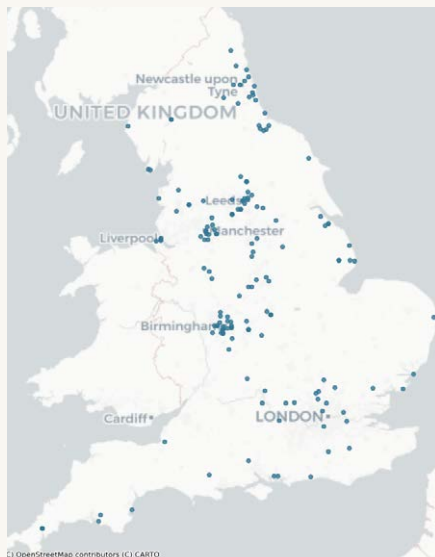 Newcastle upon
Tyne
UNITED KINGDOM
Leeds
Manchester
Liverpool
Birmingham
Cardiff
LONDON
C) OpenStreetMap contributors (C) CARTO